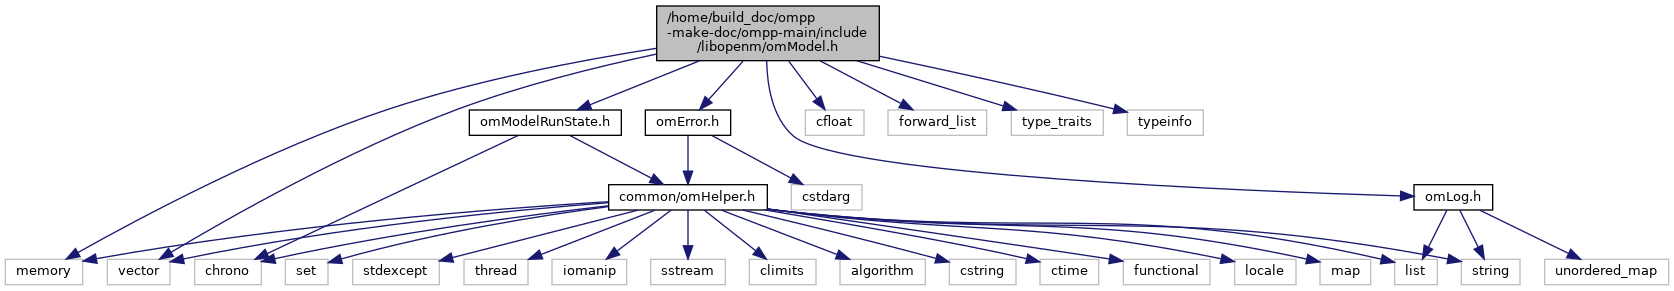 /home/build_doc/ompp
-make-doc/ompp-main/include
/libopenm/omModel.h
omModelRunState.h
omError.h
cfloat
forward_list
type_traits
typeinfo
common/omHelper.h
cstdarg
omLog.h
memory
vector
chrono
set
stdexcept
thread
iomanip
sstream
climits
algorithm
cstring
ctime
functional
locale
map
list
string
unordered_map